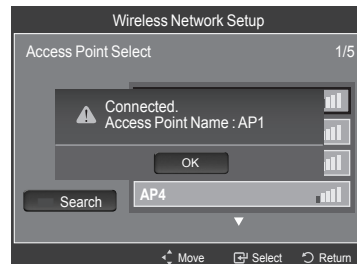 Wireless Network Setup
Access Point Select 1/5
Connected.
Access Point Name : AP1
OK
Search
AP4
Move Select Return